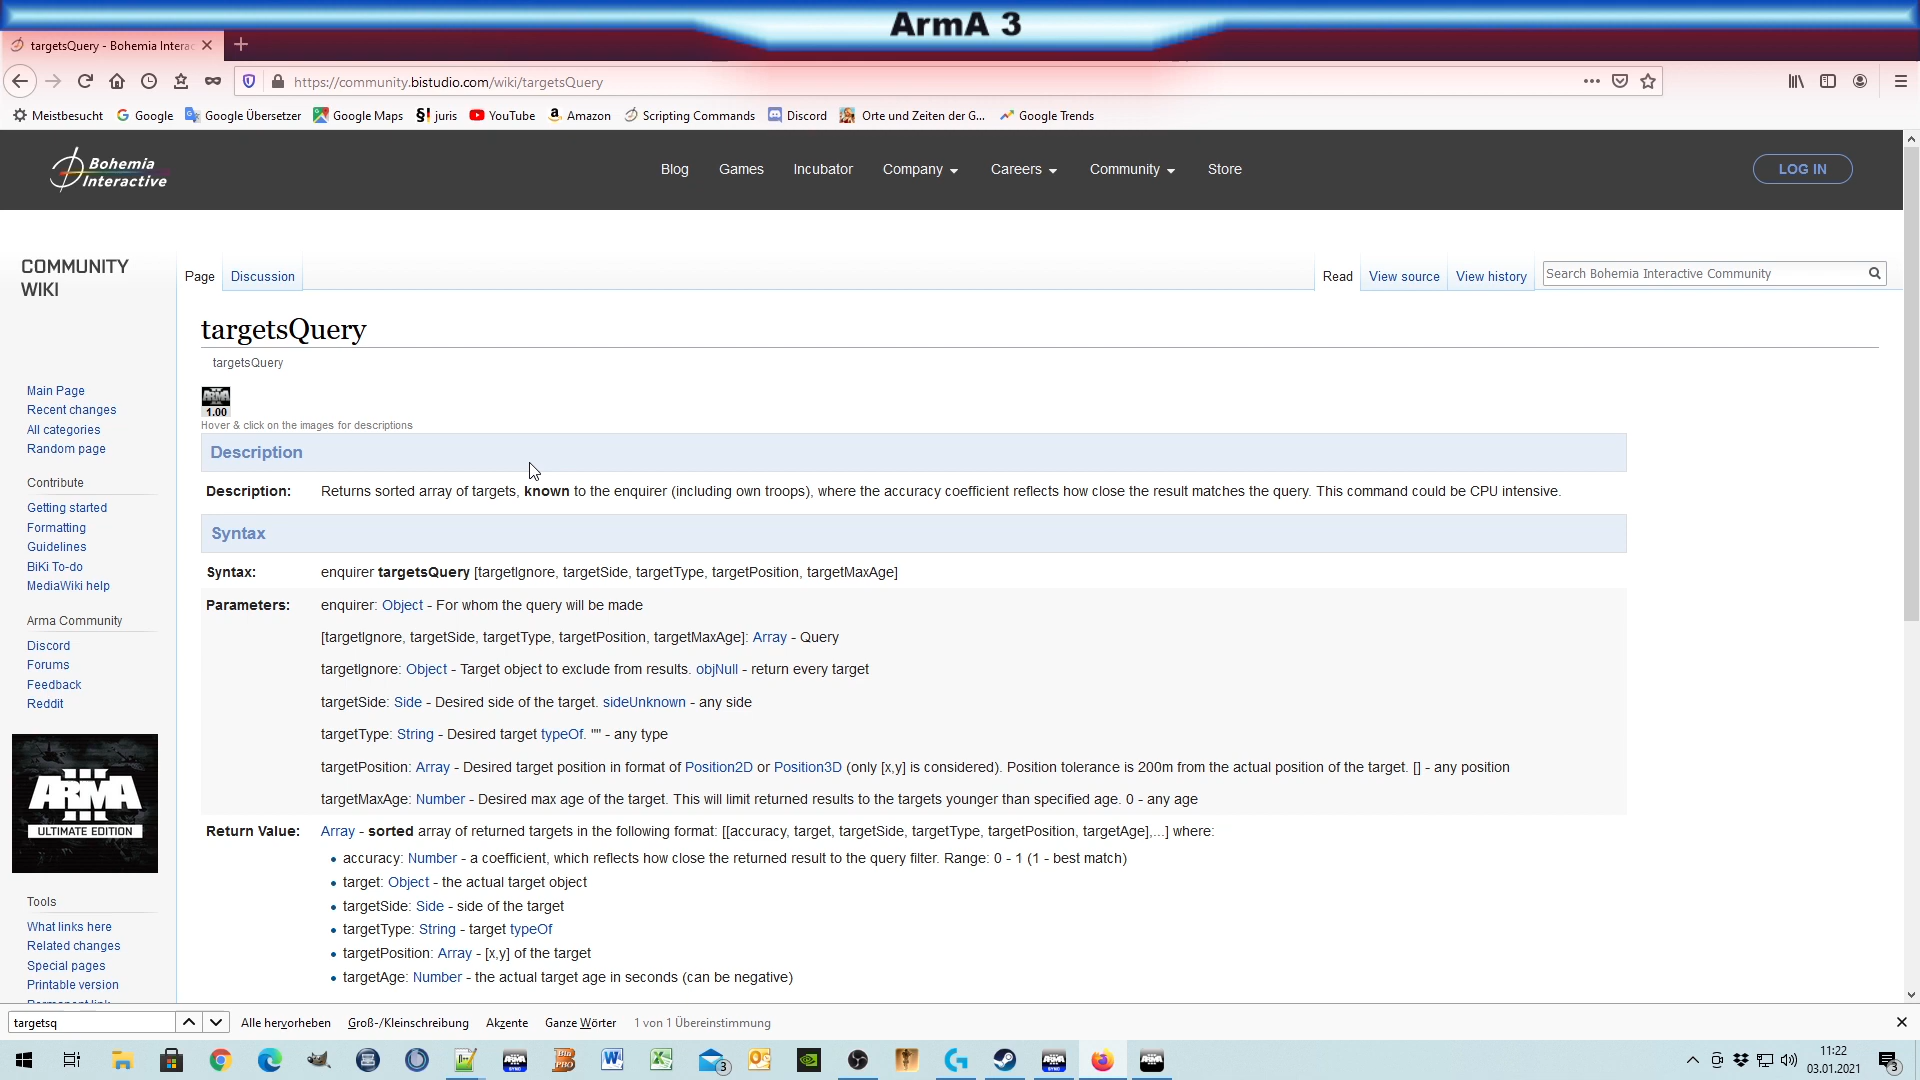 ArmA 3
targetsQuery - Bohemia Interac
https://community.bistudio.com/wiki/targetsQuery
Meistbesucht Google Google Übersetzer Google Maps §! juris YouTube Amazon Scripting Commands Discord Orte und Zeiten der G... Google Trends
Bohemia
Interactive
Blog Games Incubator Company Careers Community Store LOG IN
COMMUNITY
WIKI
Page Discussion Read View source View history Search Bohemia Interactive Community
targetsQuery
targetsQuery
ARMA
1.00
Hover & click on the images for descriptions
Description
Description: Returns sorted array of targets, known to the enquirer (including own troops), where the accuracy coefficient reflects how close the result matches the query. This command could be CPU intensive.
Syntax
Syntax: enquirer targetsQuery [targetIgnore, targetSide, targetType, targetPosition, targetMaxAge]
Parameters: enquirer: Object - For whom the query will be made
[targetIgnore, targetSide, targetType, targetPosition, targetMaxAge]: Array - Query
targetIgnore: Object - Target object to exclude from results. objNull - return every target
targetSide: Side - Desired side of the target. sideUnknown - any side
targetType: String - Desired target typeOf. "" - any type
targetPosition: Array - Desired target position in format of Position2D or Position3D (only [x,y] is considered). Position tolerance is 200m from the actual position of the target. [] - any position
targetMaxAge: Number - Desired max age of the target. This will limit returned results to the targets younger than specified age. 0 - any age
Return Value: Array - sorted array of returned targets in the following format: [[accuracy, target, targetSide, targetType, targetPosition, targetAge],...] where:
accuracy: Number - a coefficient, which reflects how close the returned result to the query filter. Range: 0 - 1 (1 - best match)
target: Object - the actual target object
targetSide: Side - side of the target
targetType: String - target typeOf
targetPosition: Array - [x,y] of the target
targetAge: Number - the actual target age in seconds (can be negative)
Main Page
Recent changes
All categories
Random page
Contribute
Getting started
Formatting
Guidelines
BiKi To-do
MediaWiki help
Arma Community
Discord
Forums
Feedback
Reddit
ARMA
III
ULTIMATE EDITION
Tools
What links here
Related changes
Special pages
Printable version
Permanent link
targetsq Alle hervorheben Groß-/Kleinschreibung Akzente Ganze Wörter 1 von 1 Übereinstimmung
11:22
03.01.2021
3
3